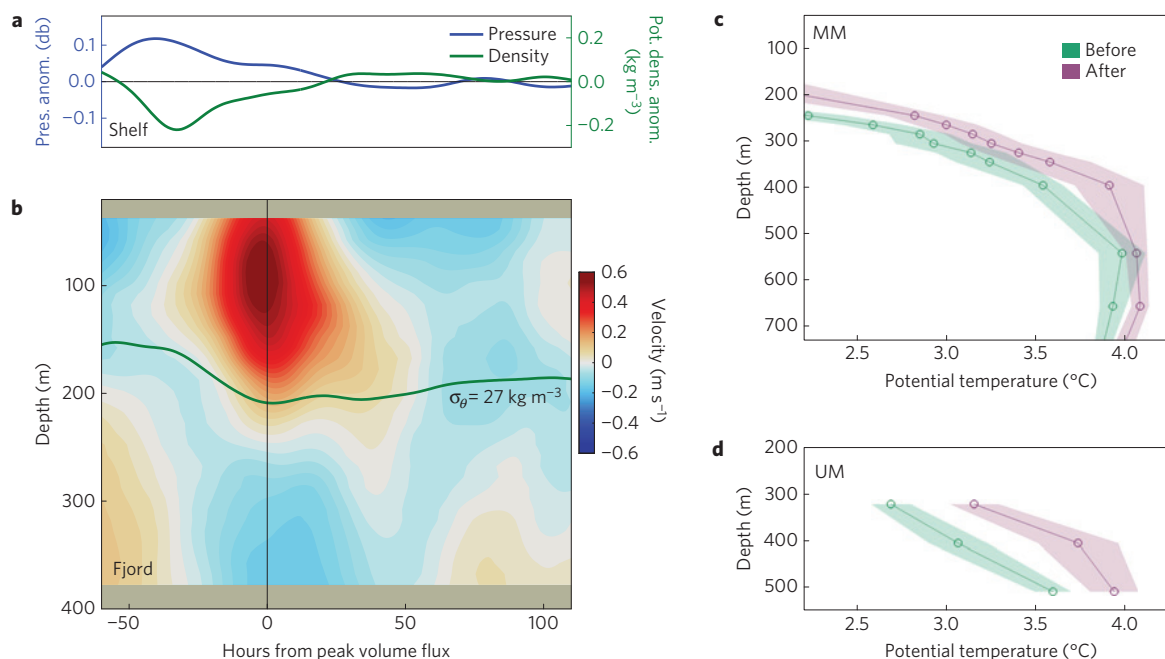 a
Pres. anom. (db)
0.1
0.0
−0.1
Shelf
Pressure
Density
0.2
0.0
−0.2
Pot. dens. anom.
(kg m−3)
b
Depth (m)
100
200
300
400
Fjord
σθ = 27 kg m−3
−50
0
50
100
Hours from peak volume flux
0.6
0.4
0.2
0
−0.2
−0.4
−0.6
Velocity (m s−1)
c
MM
Before
After
Depth (m)
100
200
300
400
500
600
700
2.5
3.0
3.5
4.0
Potential temperature (°C)
d
UM
Depth (m)
200
300
400
500
2.5
3.0
3.5
4.0
Potential temperature (°C)